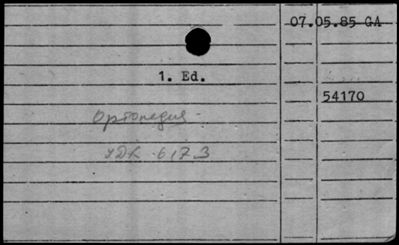 07.05.85 GA
1. Ed.
54170
Ортопедия
УДК 617.3